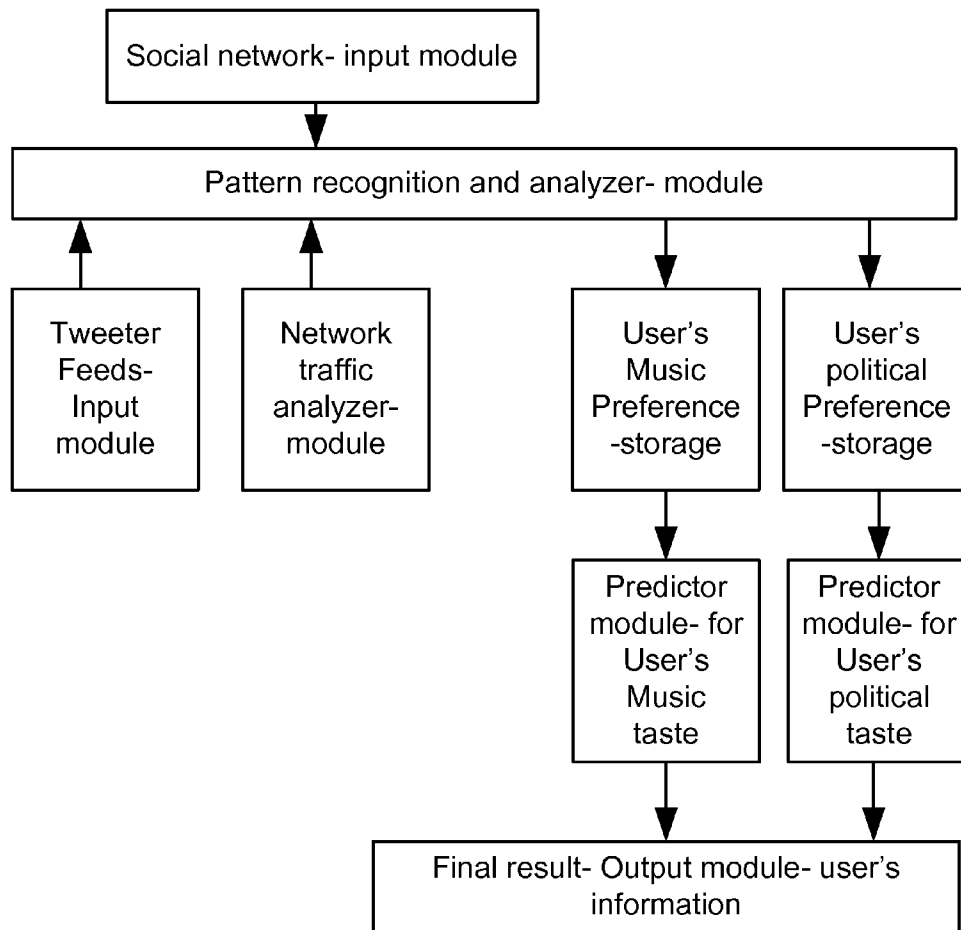 Social network- input module
Pattern recognition and analyzer- module
Tweeter
Feeds-
Input
module
Network
traffic
analyzer-
module
User’s
Music
Preference
-storage
User’s
political
Preference
-storage
Predictor
module- for
User’s
Music
taste
Predictor
module- for
User’s
political
taste
Final result- Output module- user’s
information